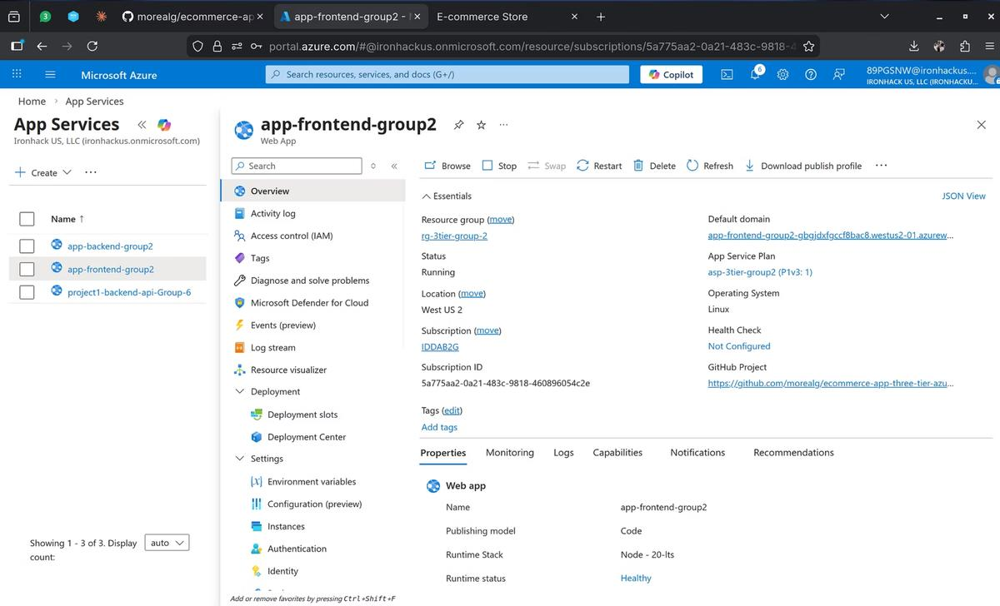 3
morealg/ecommerce-ap
app-frontend-group2 -
E-commerce Store
portal.azure.com/#@ironhackus.onmicrosoft.com/resource/subscriptions/5a775aa2-0a21-483c-9818-4
Microsoft Azure
Search resources, services, and docs (G+/)
Copilot
6
89PGSNW@ironhackus....
IRONHACK US, LLC (IRONHACKU...
Home > App Services
App Services
Ironhack US, LLC (ironhackus.onmicrosoft.com)
Create
Name ↑
app-backend-group2
app-frontend-group2
project1-backend-api-Group-6
Showing 1 - 3 of 3. Display
count:
auto
app-frontend-group2
Web App
Search
Overview
Activity log
Access control (IAM)
Tags
Diagnose and solve problems
Microsoft Defender for Cloud
Events (preview)
Log stream
Resource visualizer
Deployment
Deployment slots
Deployment Center
Settings
Environment variables
Configuration (preview)
Instances
Authentication
Identity
Add or remove favorites by pressing Ctrl+Shift+F
Browse Stop Swap Restart Delete Refresh Download publish profile
Essentials
JSON View
Resource group (move)
rg-3tier-group-2
Status
Running
Location (move)
West US 2
Subscription (move)
IDDAB2G
Subscription ID
5a775aa2-0a21-483c-9818-460896054c2e
Default domain
app-frontend-group2-gbgjdxfgccf8bac8.westus2-01.azurew...
App Service Plan
asp-3tier-group2 (P1v3: 1)
Operating System
Linux
Health Check
Not Configured
GitHub Project
https://github.com/morealg/ecommerce-app-three-tier-azu...
Tags (edit)
Add tags
Properties Monitoring Logs Capabilities Notifications Recommendations
Web app
Name app-frontend-group2
Publishing model Code
Runtime Stack Node - 20-lts
Runtime status Healthy